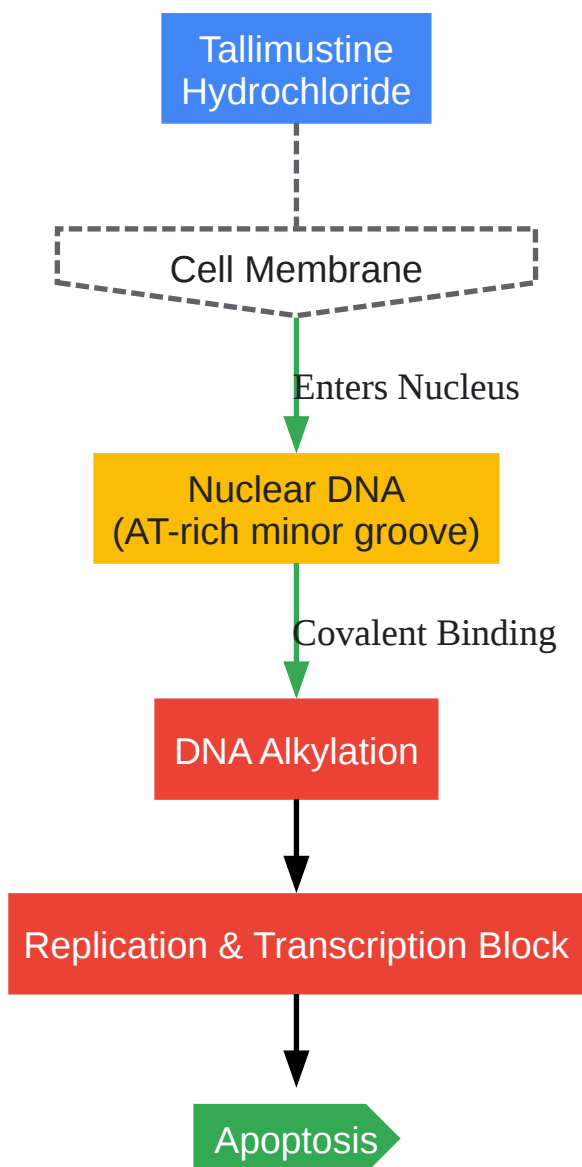 Tallimustine
Hydrochloride
Cell Membrane
Enters Nucleus
Nuclear DNA
(AT-rich minor groove)
Covalent Binding
DNA Alkylation
Replication & Transcription Block
Apoptosis